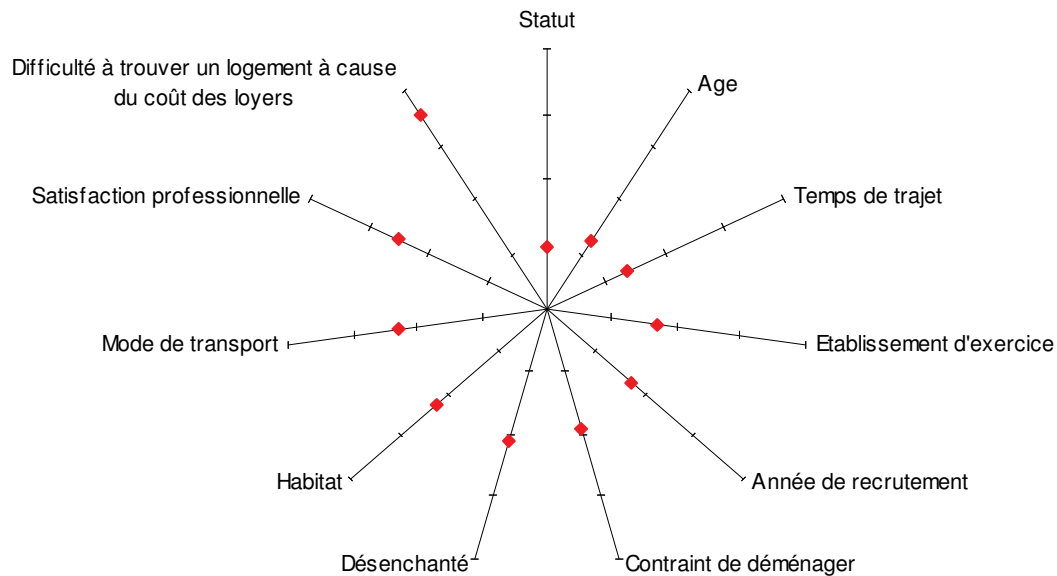 Statut
Difficulté à trouver un logement à cause
du coût des loyers
Age
Satisfaction professionnelle
Temps de trajet
Mode de transport
Etablissement d'exercice
Habitat
Année de recrutement
Désenchanté
Contraint de déménager